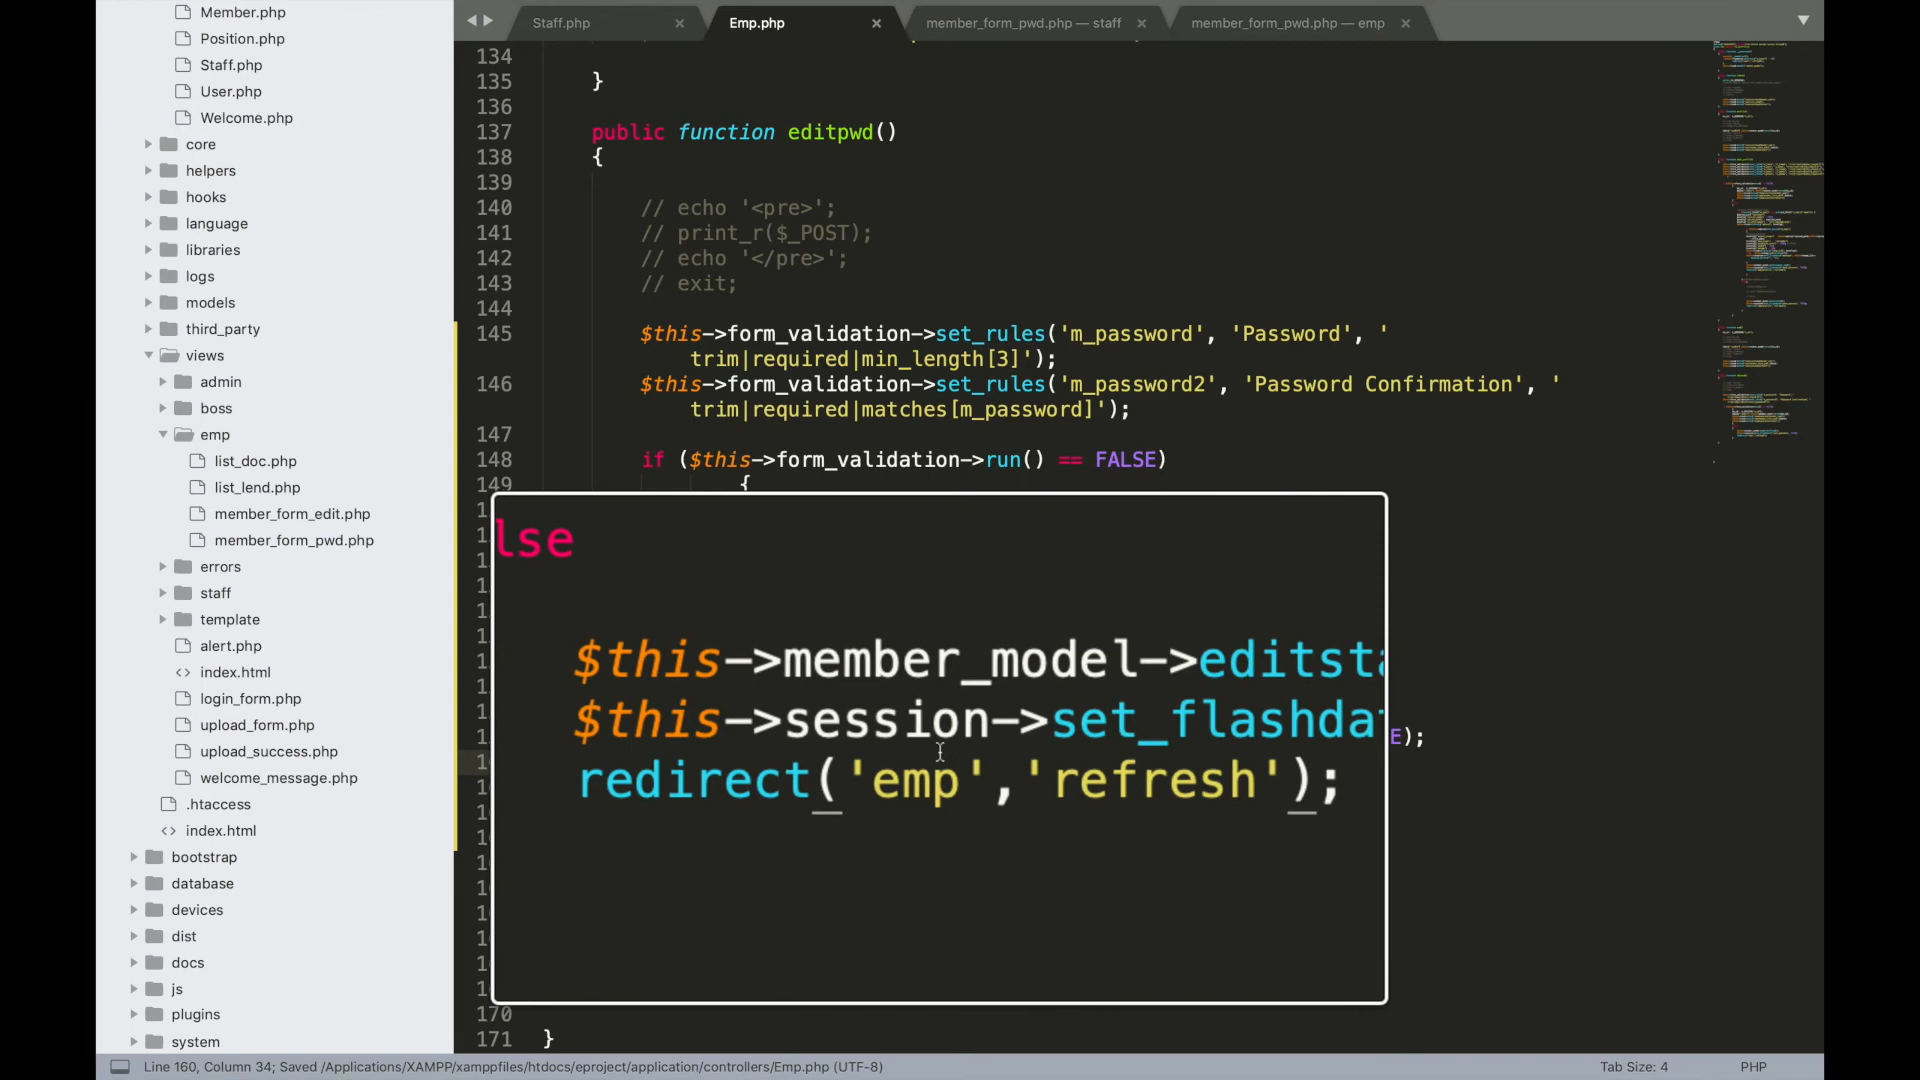 Member.php
Position.php
Staff.php
User.php
Welcome.php
core
helpers
hooks
language
libraries
logs
models
third_party
views
admin
boss
emp
list_doc.php
list_lend.php
member_form_edit.php
member_form_pwd.php
errors
staff
template
alert.php
<> index.html
login_form.php
upload_form.php
upload_success.php
welcome_message.php
.htaccess
<> index.html
bootstrap
database
devices
dist
docs
js
plugins
system
Staff.php
Emp.php
member_form_pwd.php — staff
member_form_pwd.php — emp
134
135 }
136
137 public function editpwd()
138 {
139
140 // echo '<pre>';
141 // print_r($_POST);
142 // echo '</pre>';
143 // exit;
144
145 $this->form_validation->set_rules('m_password', 'Password', '
trim|required|min_length[3]');
146 $this->form_validation->set_rules('m_password2', 'Password Confirmation', '
trim|required|matches[m_password]');
147
148 if ($this->form_validation->run() == FALSE)
149 {
lse
$this->member_model->editst
$this->session->set_flashda
E);
redirect('emp','refresh');
170
171 }
Line 160, Column 34; Saved /Applications/XAMPP/xamppfiles/htdocs/eproject/application/controllers/Emp.php (UTF-8)
Tab Size: 4
PHP